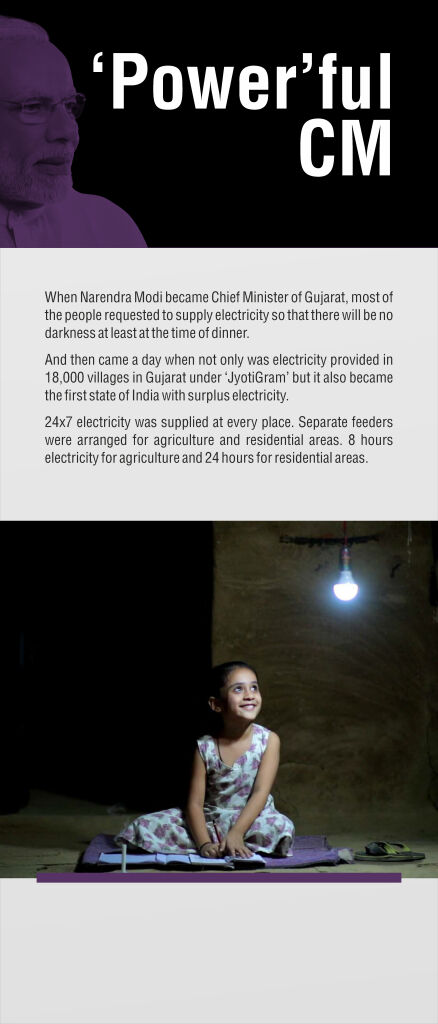 ‘Power’ful
CM
When Narendra Modi became Chief Minister of Gujarat, most of
the people requested to supply electricity so that there will be no
darkness at least at the time of dinner.
And then came a day when not only was electricity provided in
18,000 villages in Gujarat under ‘JyotiGram’ but it also became
the first state of India with surplus electricity.
24x7 electricity was supplied at every place. Separate feeders
were arranged for agriculture and residential areas. 8 hours
electricity for agriculture and 24 hours for residential areas.